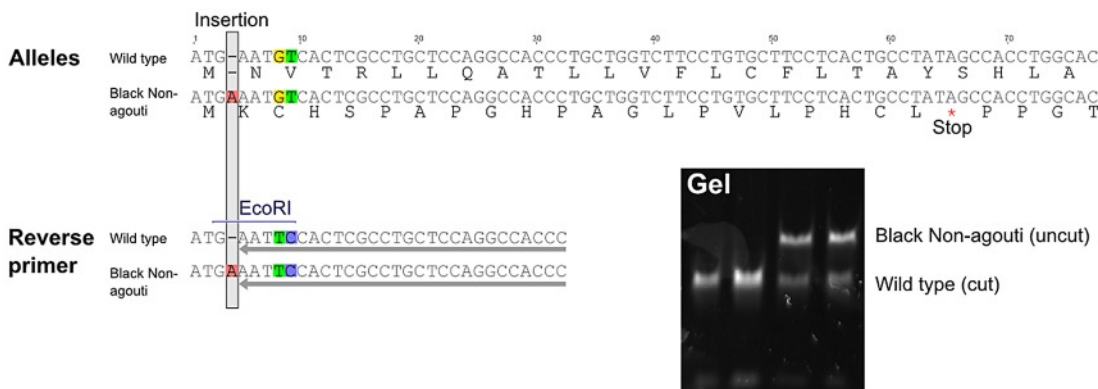 Insertion
1 10 20 30 40 50 60 70
Alleles
Wild type ATG–AATGTCACTCGCCTGCTCCAGGCCACCCTGCTGGTCTTCCTGTGCTTCCTCACTGCCTATAGCCACCTGGCAC
M – N V T R L L Q A T L L V F L C F L T A Y S H L A
Black Non-agouti ATGAAATGTCACTCGCCTGCTCCAGGCCACCCTGCTGGTCTTCCTGTGCTTCCTCACTGCCTATAGCCACCTGGCAC
M K C H S P A P G H P A G L P V L P H C L * P P G T
Stop
EcoRI
Reverse primer
Wild type ATG–AATTCCACTCGCCTGCTCCAGGCCACCC
Black Non-agouti ATGAAATTCCACTCGCCTGCTCCAGGCCACCC
Gel
Black Non-agouti (uncut)
Wild type (cut)